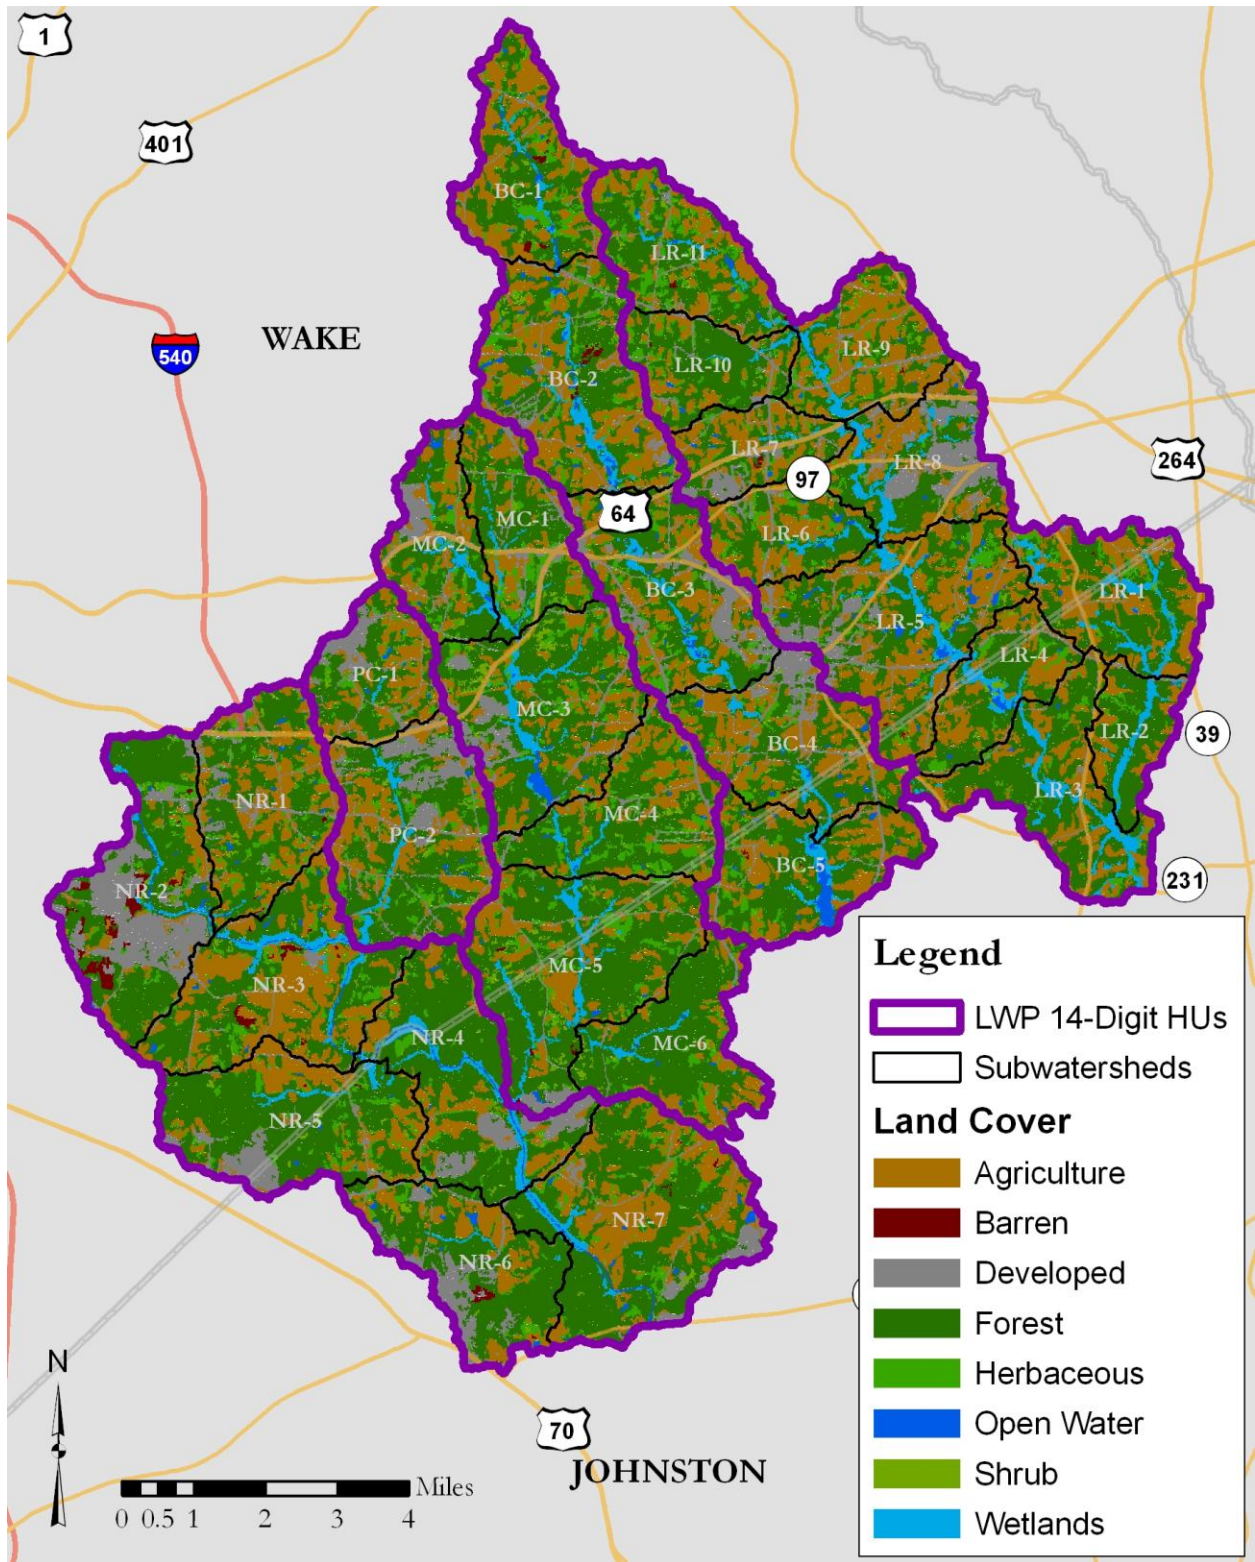 1
401
BC-1
LR-11
WAKE
540
LR-9
LR-10
BC-2
LR-7
LR-8
264
97
64
MC-1
LR-6
MC-2
BC-3
LR-1
LR-5
LR-4
PC-1
MC-3
LR-2
39
BC-4
LR-3
NR-1
MC-4
PC-2
BC-5
NR-2
231
MC-5
NR-3
NR-4
MC-6
NR-5
NR-7
NR-6
70
JOHNSTON
N
Miles
0 0.5 1 2 3 4
Legend
LWP 14-Digit HUs
Subwatersheds
Land Cover
Agriculture
Barren
Developed
Forest
Herbaceous
Open Water
Shrub
Wetlands